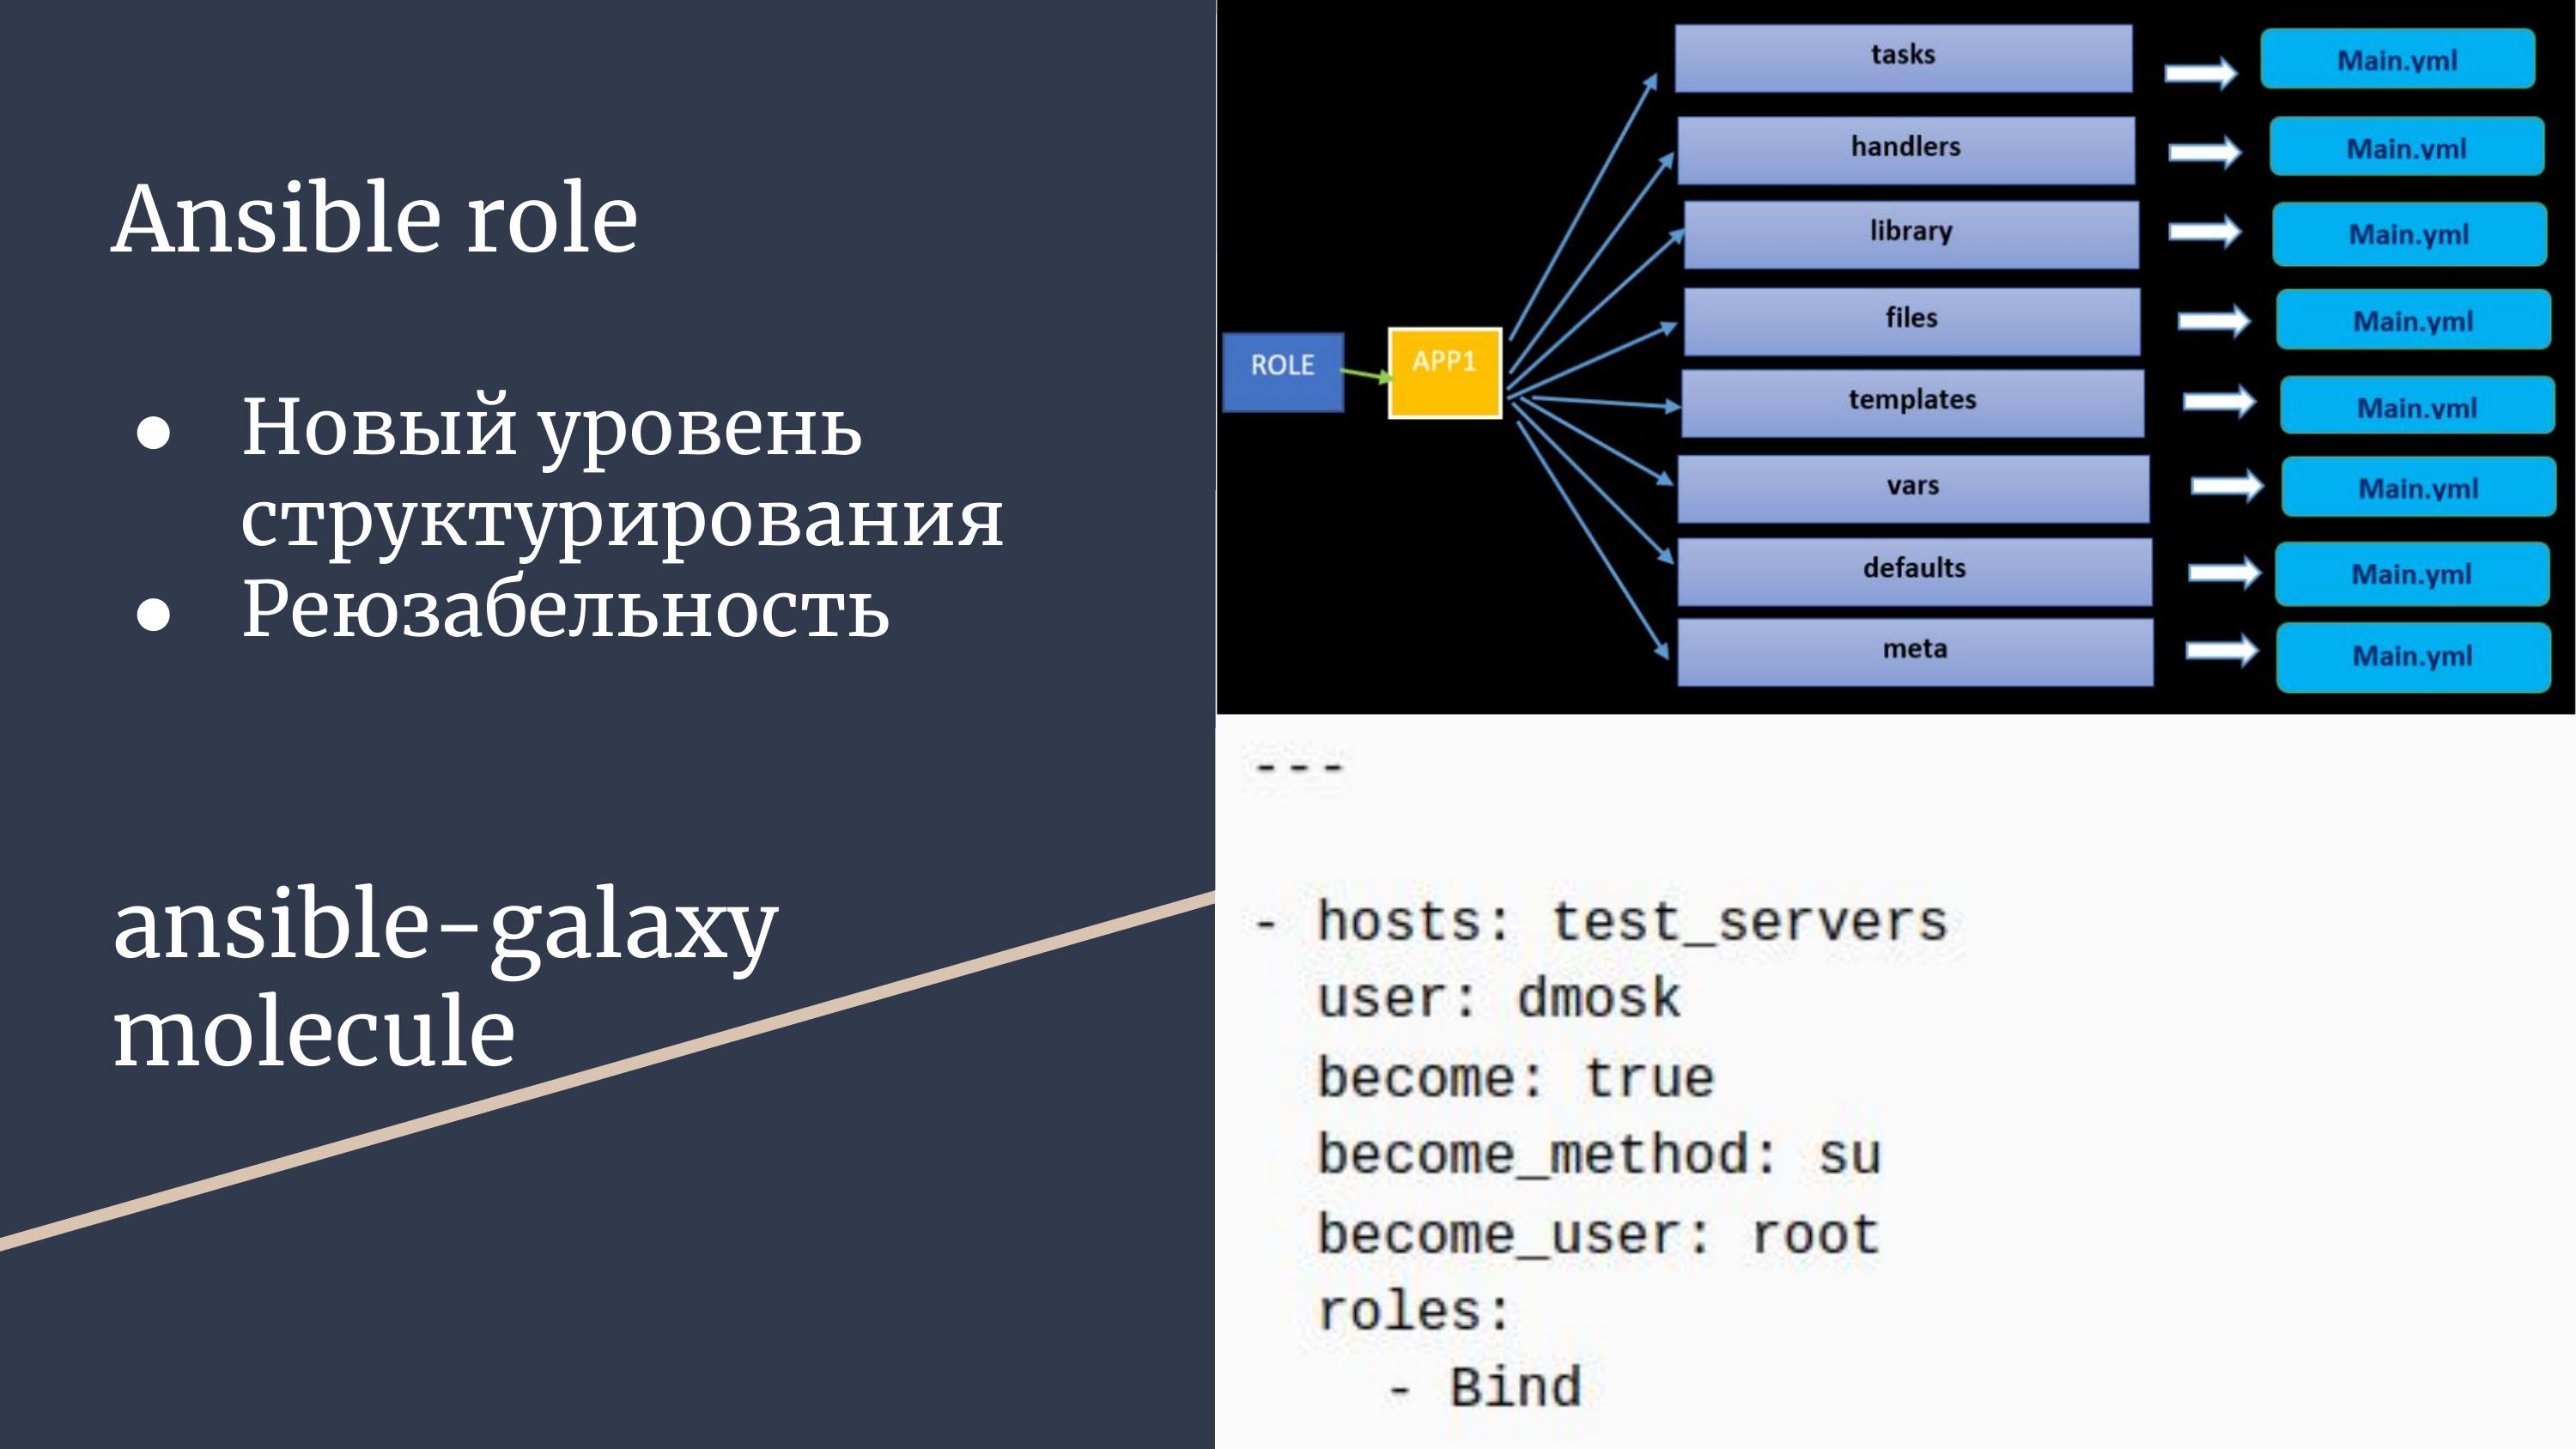 Ansible role
● Новый уровень
структурирования
● Реюзабельность
ansible-galaxy
molecule
ROLE
APP1
tasks
Main.yml
handlers
Main.yml
library
Main.yml
files
Main.yml
templates
Main.yml
vars
Main.yml
defaults
Main.yml
meta
Main.yml
---
- hosts: test_servers
user: dmosk
become: true
become_method: su
become_user: root
roles:
- Bind